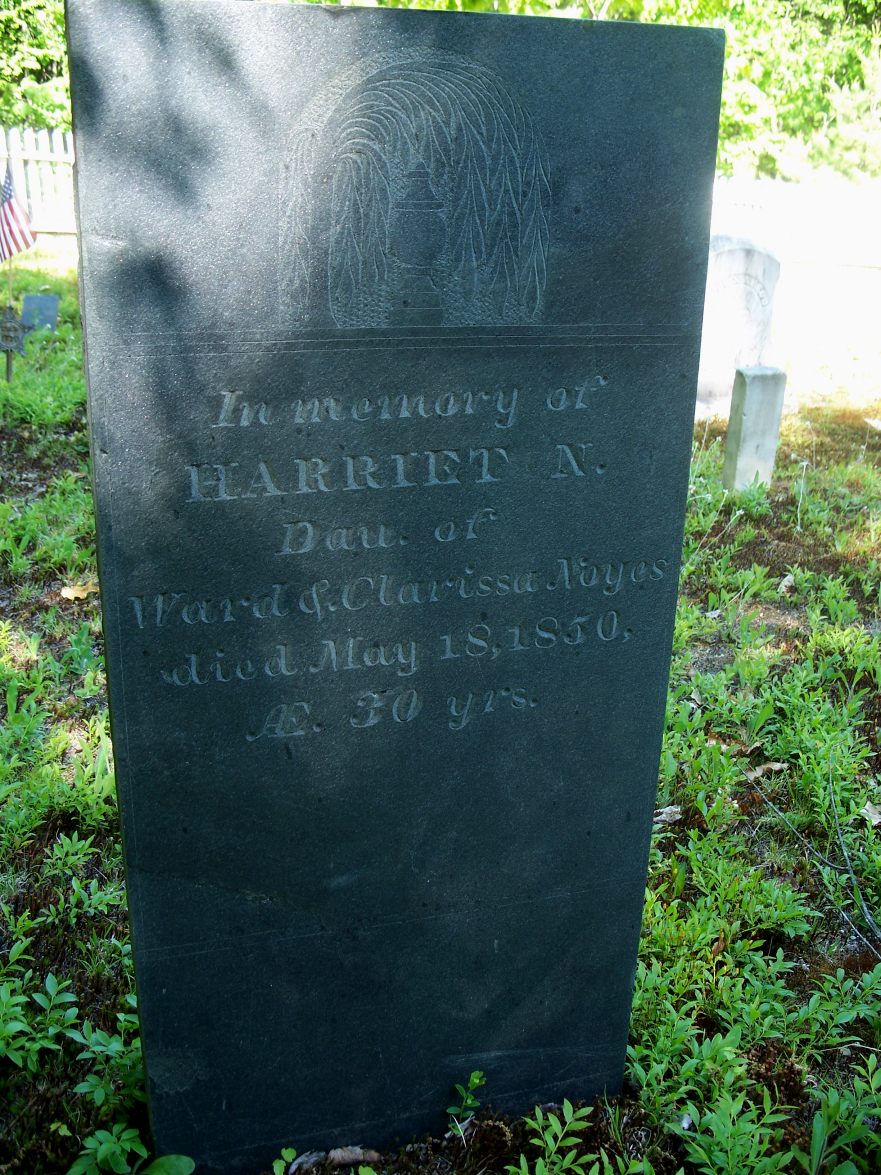 In memory of
HARRIET N.
Dau. of
Ward & Clarissa Noyes
died May 18, 1850,
Æ. 30 yrs.